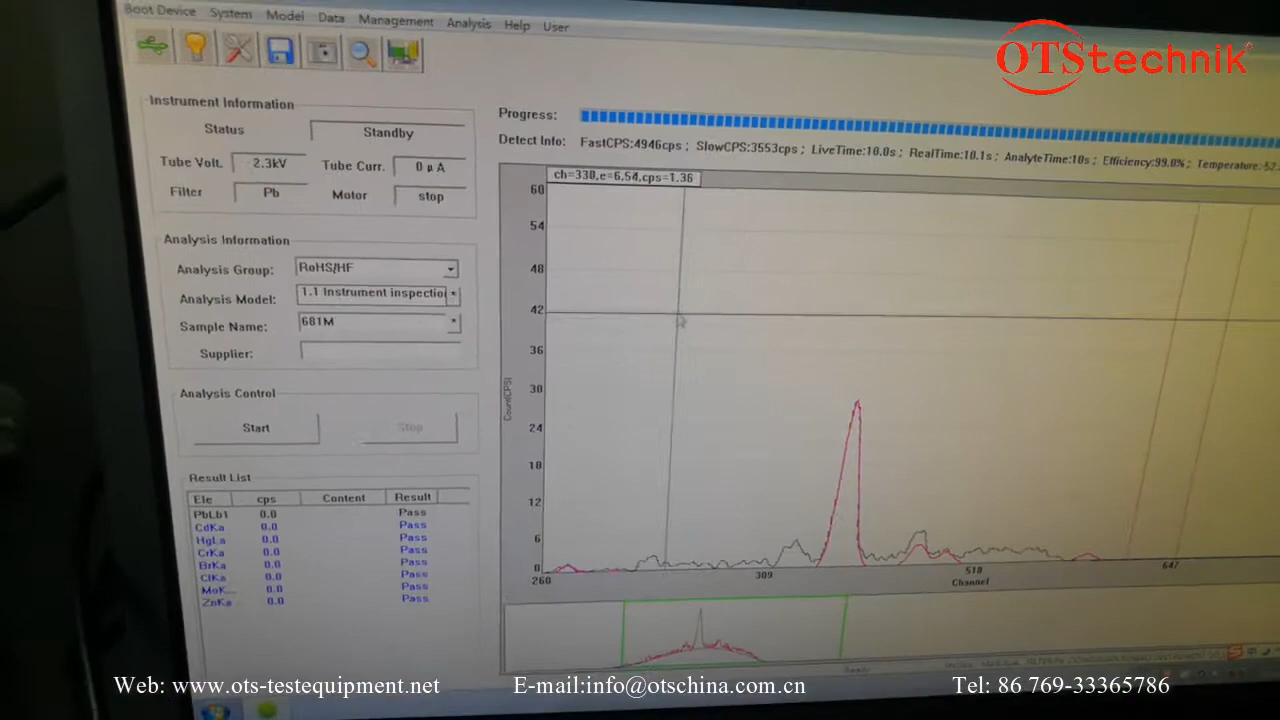 Boot Device System Model Data Management Analysis Help User
OTStechnik®
Instrument Information
Status Standby
Tube Volt. 2.3kV Tube Curr. 0 μA
Filter Pb Motor stop
Progress:
Detect Info: FastCPS:4946cps ; SlowCPS:3553cps ; LiveTime:10.0s ; RealTime:10.1s ; AnalyteTime:10s ; Efficiency:99.0% ; Temperature:-52.
ch=330,e=6.54,cps=1.36
60
54
48
42
36
30
24
18
12
6
0
Count(CPS)
260
389
518
647
Channel
Analysis Information
Analysis Group: RoHS/HF
Analysis Model: 1.1 Instrument inspectio
Sample Name: 681M
Supplier:
Analysis Control
Start Stop
Result List
Ele cps Content Result
PbLb1 0.0 Pass
CdKa 0.0 Pass
HgLa 0.0 Pass
CrKa 0.0 Pass
BrKa 0.0 Pass
ClKa 0.0 Pass
MoK... 0.0 Pass
ZnKa 0.0 Pass
Ready
Web: www.ots-testequipment.net E-mail:info@otschina.com.cn Tel: 86 769-33365786